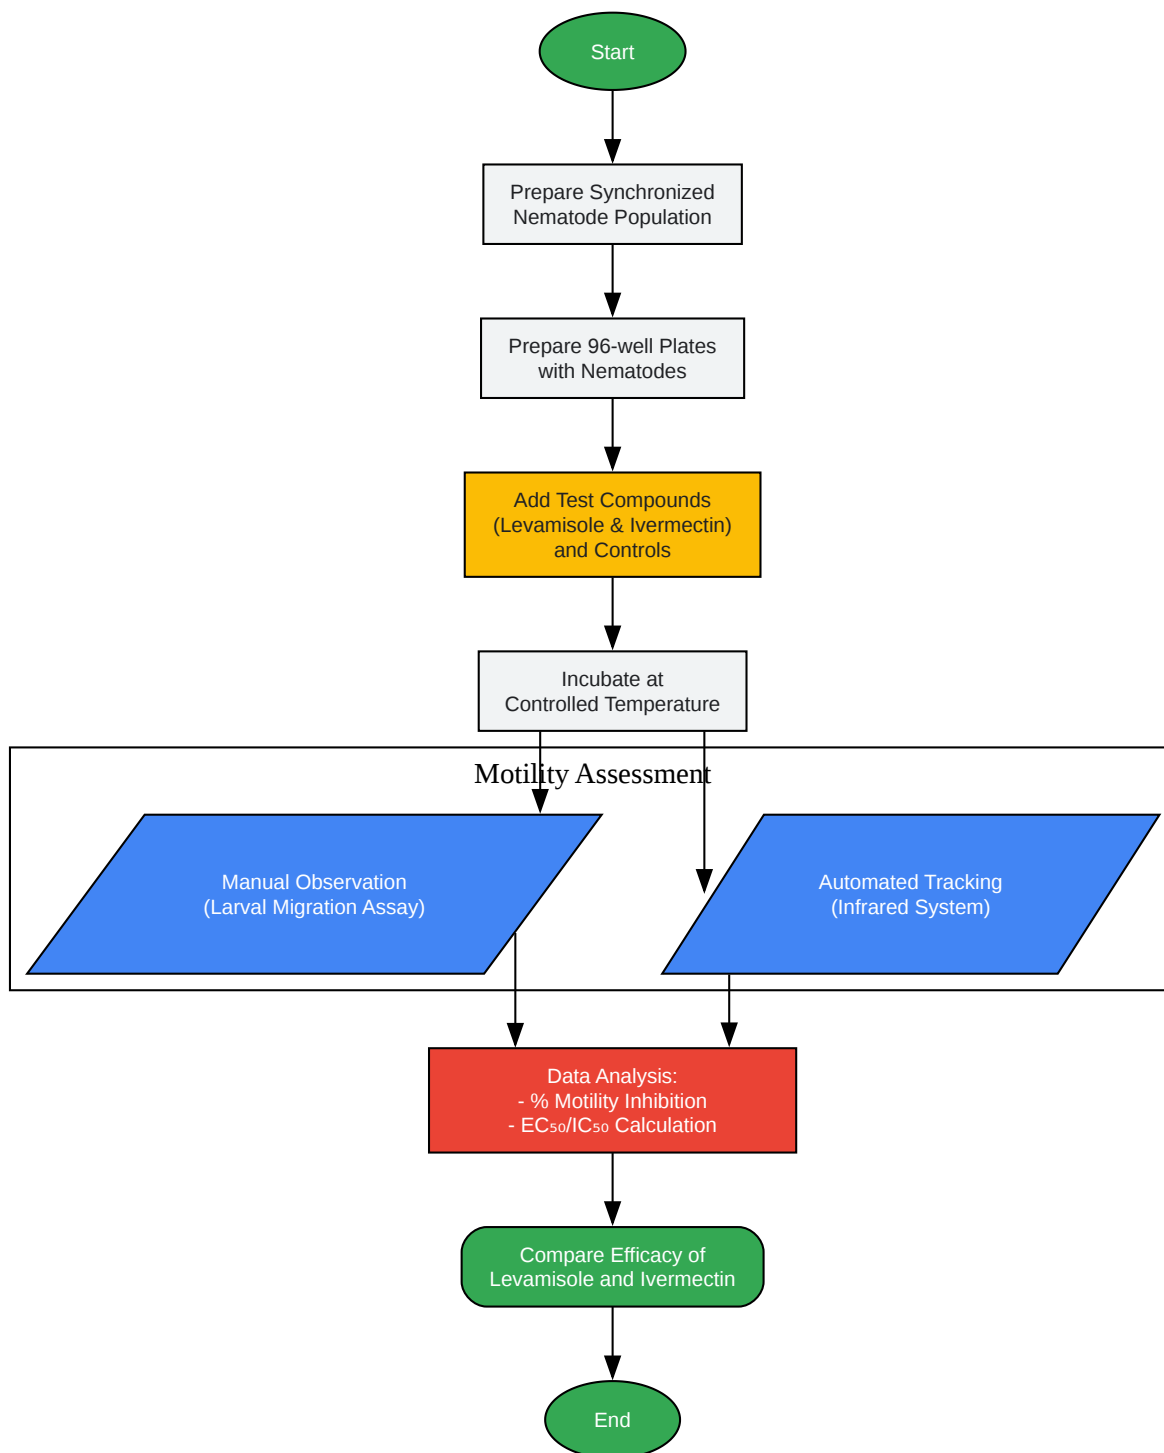 Start
Prepare Synchronized
Nematode Population
Prepare 96-well Plates
with Nematodes
Add Test Compounds
(Levamisole & Ivermectin)
and Controls
Incubate at
Controlled Temperature
Motility Assessment
Manual Observation
(Larval Migration Assay)
Automated Tracking
(Infrared System)
Data Analysis:
- % Motility Inhibition
- EC₅₀/IC₅₀ Calculation
Compare Efficacy of
Levamisole and Ivermectin
End